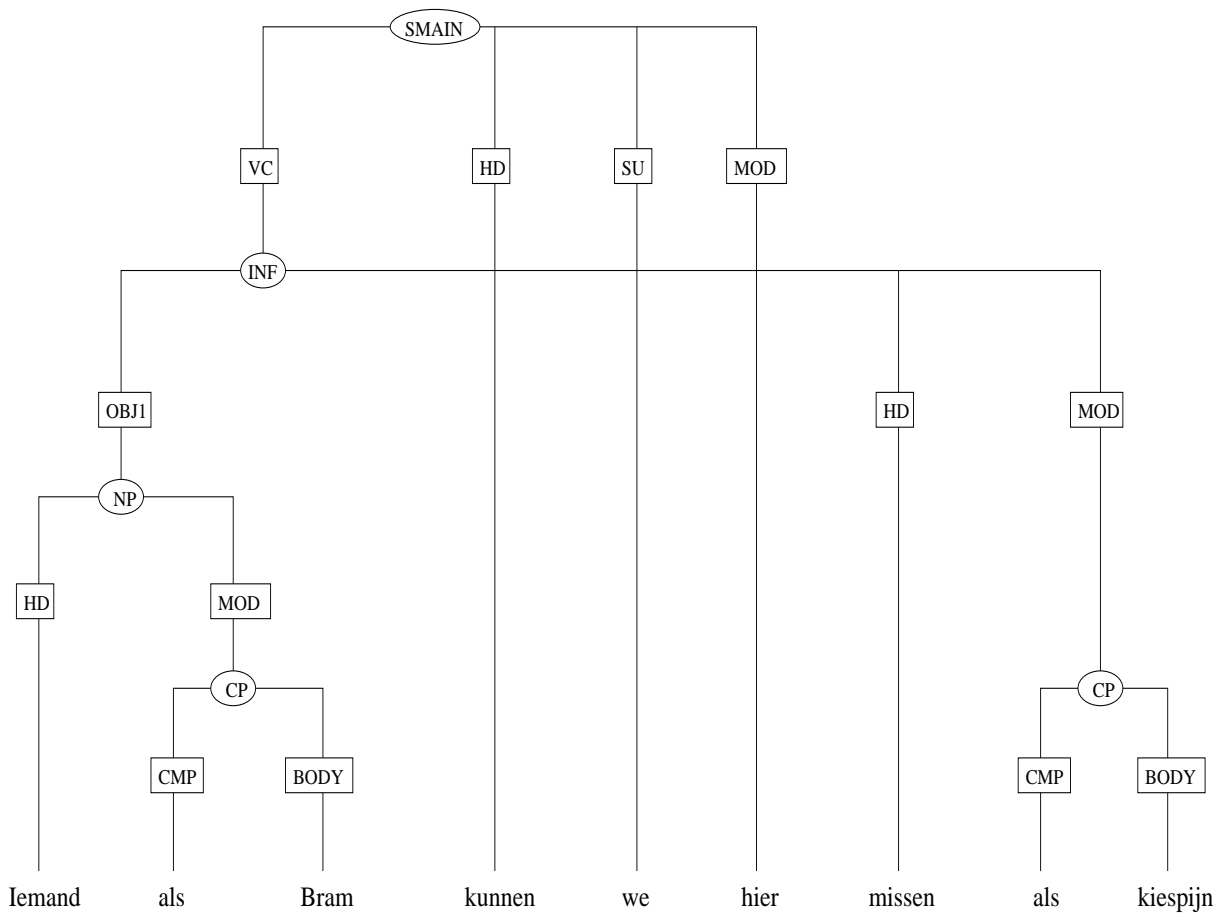 SMAIN
VC HD SU MOD
INF
OBJ1 HD MOD
NP
HD MOD
CP CP
CMP BODY CMP BODY
Iemand als Bram kunnen we hier missen als kiespijn